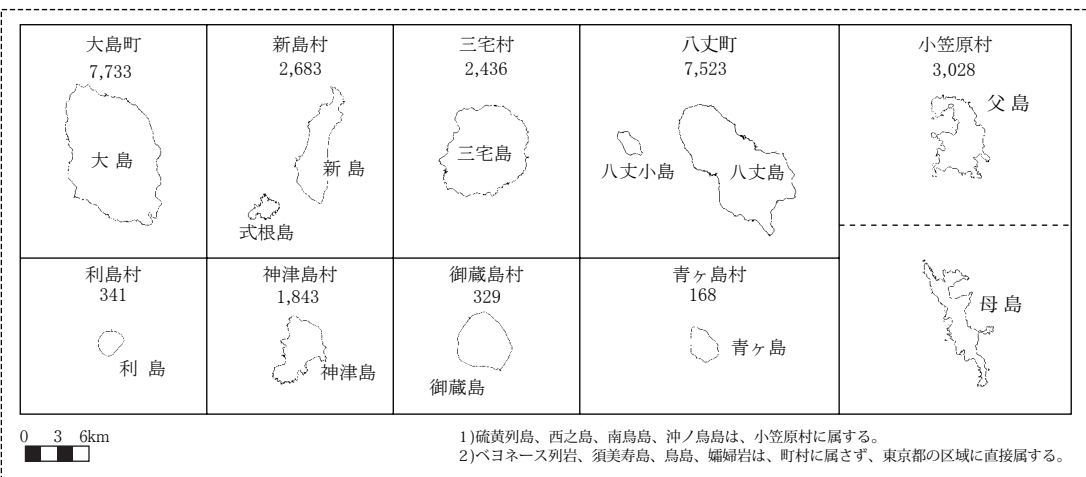 大島町
7,733
大 島
新島村
2,683
新 島
式根島
三宅村
2,436
三宅島
八丈町
7,523
八丈小島
八丈島
小笠原村
3,028
父 島
母 島
利島村
341
利 島
神津島村
1,843
神津島
御蔵島村
329
御蔵島
青ヶ島村
168
青ヶ島
0 3 6km
1)硫黄列島、西之島、南鳥島、沖ノ鳥島は、小笠原村に属する。
2)ベヨネース列岩、須美寿島、鳥島、孀婦岩は、町村に属さず、東京都の区域に直接属する。